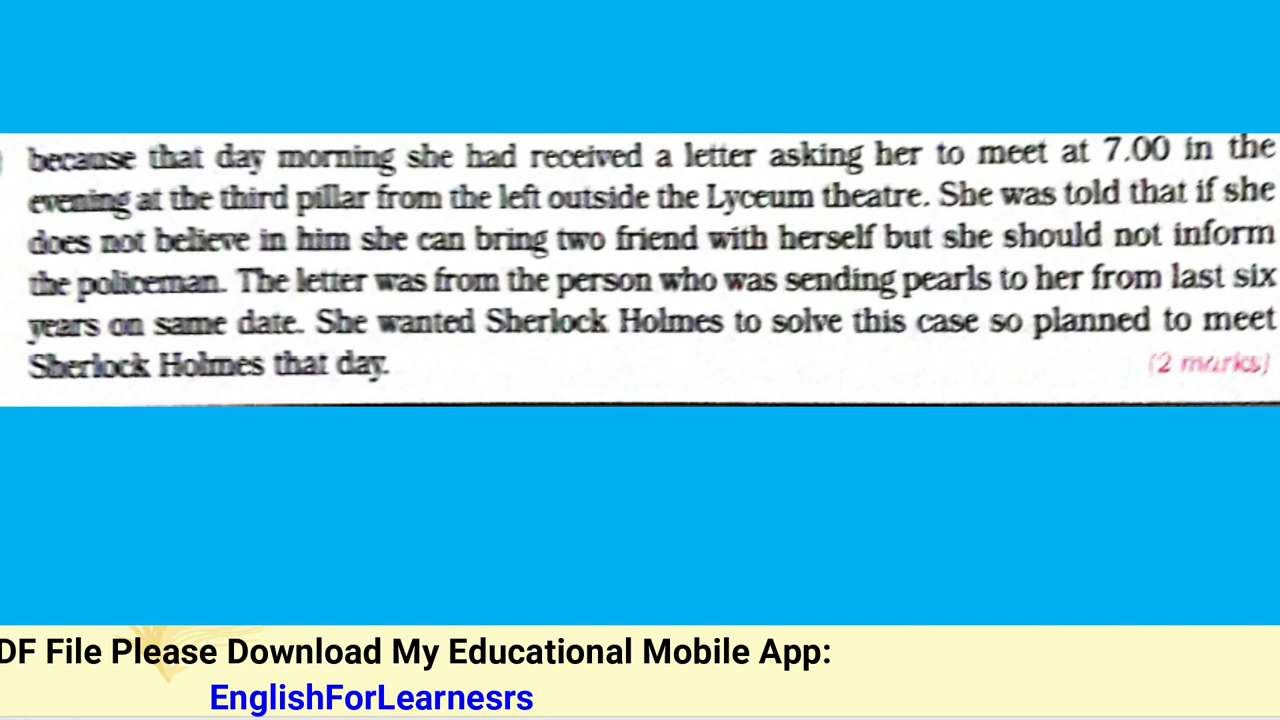 because that day morning she had received a letter asking her to meet at 7.00 in the
evening at the third pillar from the left outside the Lyceum theatre. She was told that if she
does not believe in him she can bring two friend with herself but she should not inform
the policeman. The letter was from the person who was sending pearls to her from last six
years on same date. She wanted Sherlock Holmes to solve this case so planned to meet
Sherlock Holmes that day.
(2 marks)
DF File Please Download My Educational Mobile App:
EnglishForLearnesrs